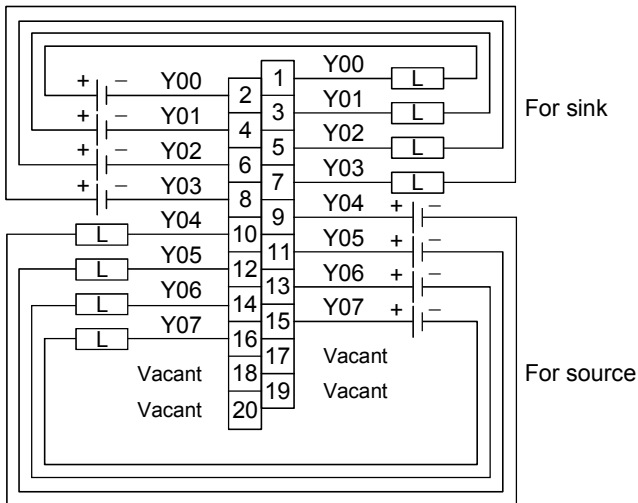 Y00
1
L
+ − Y00
2
Y01
3
L
For sink
+ − Y01
4
Y02
5
L
+ − Y02
6
Y03
7
L
+ − Y03
8
Y04 + −
9
L Y04
10
Y05 + −
11
L Y05
12
Y06 + −
13
L Y06
14
Y07 + −
15
L Y07
16
Vacant
17
Vacant
18
For source
Vacant
19
Vacant
20